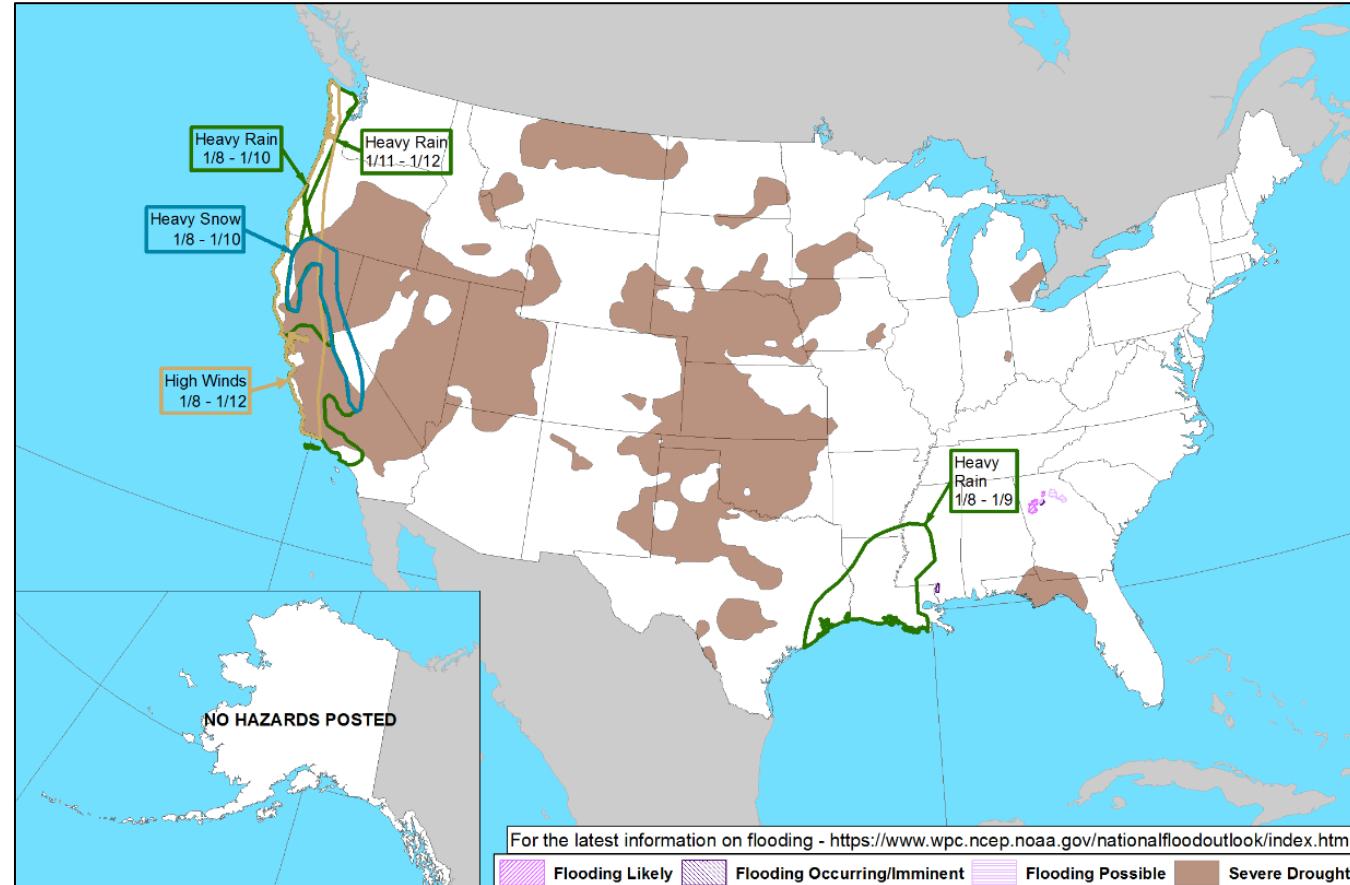 Heavy Rain
1/8 - 1/10
Heavy Rain
1/11 - 1/12
Heavy Snow
1/8 - 1/10
High Winds
1/8 - 1/12
Heavy
Rain
1/8 - 1/9
NO HAZARDS POSTED
For the latest information on flooding - https://www.wpc.ncep.noaa.gov/nationalfloodoutlook/index.htm
Flooding Likely
Flooding Occurring/Imminent
Flooding Possible
Severe Drought